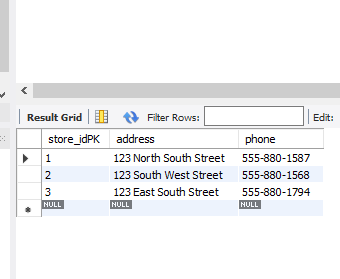 Result Grid Filter Rows: Edit:
store_idPK address phone
1 123 North South Street 555-880-1587
2 123 South West Street 555-880-1568
3 123 East South Street 555-880-1794
NULL NULL NULL